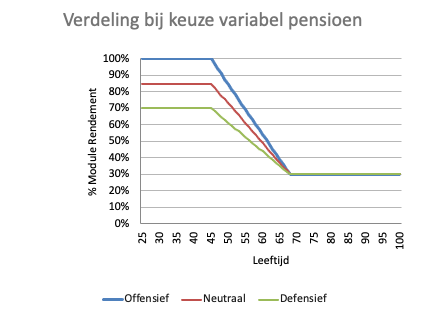 Verdeling bij keuze variabel pensioen
% Module Rendement
100%
90%
80%
70%
60%
50%
40%
30%
20%
10%
0%
25 30 35 40 45 50 55 60 65 70 75 80 85 90 95 100
Leeftijd
Offensief Neutraal Defensief